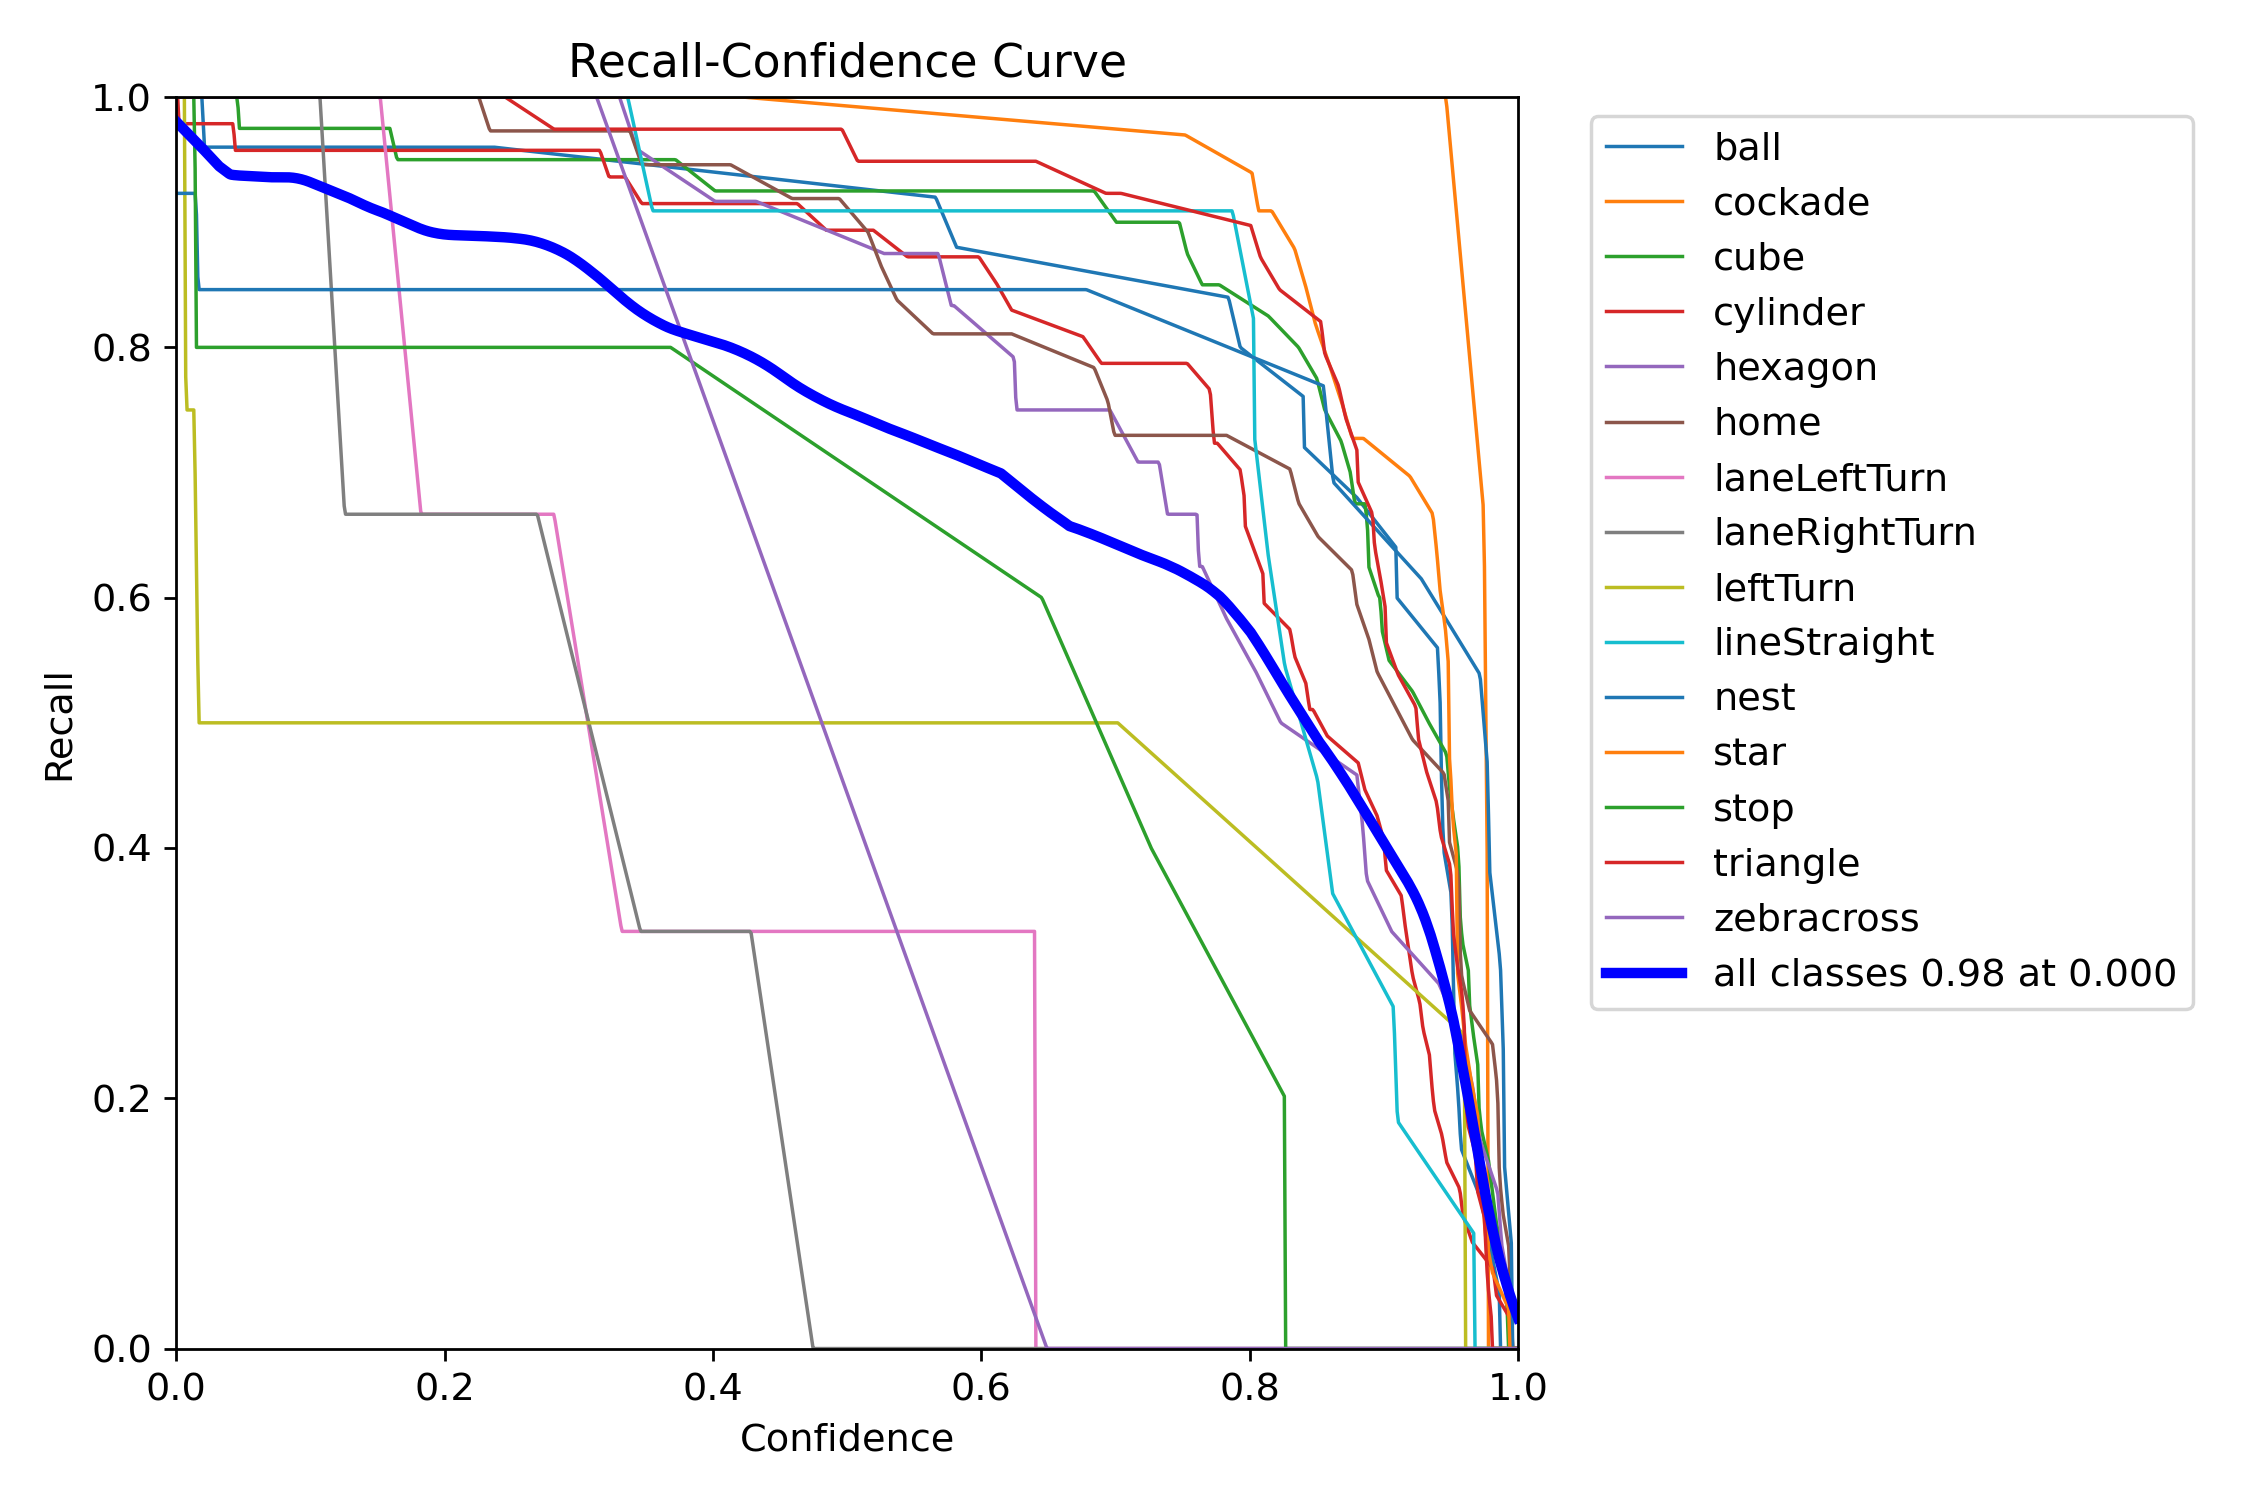 Recall-Confidence Curve
1.0
0.8
0.6
0.4
0.2
0.0
Recall
0.0 0.2 0.4 0.6 0.8 1.0
Confidence
ball
cockade
cube
cylinder
hexagon
home
laneLeftTurn
laneRightTurn
leftTurn
lineStraight
nest
star
stop
triangle
zebracross
all classes 0.98 at 0.000